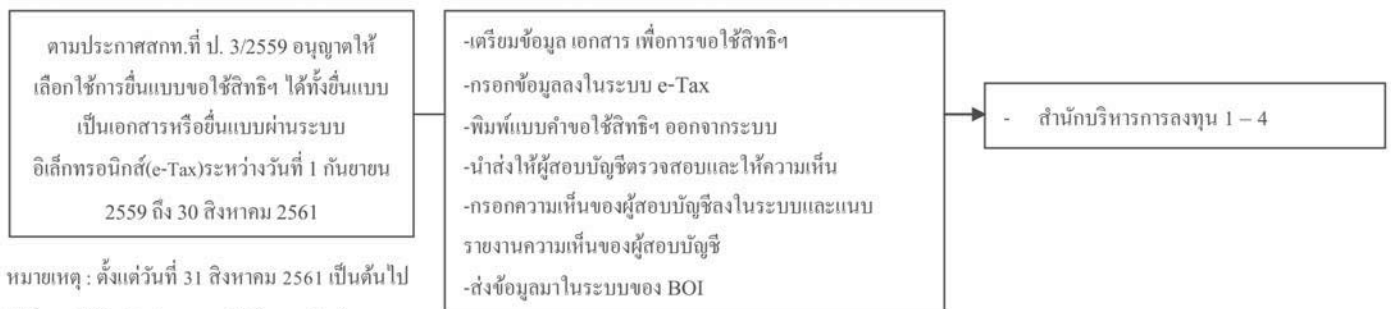 ตามประกาศสกท.ที่ ป. 3/2559 อนุญาตให้
เลือกใช้การยื่นแบบขอใช้สิทธิฯ ได้ทั้งยื่นแบบ
เป็นเอกสารหรือยื่นแบบผ่านระบบ
อิเล็กทรอนิกส์(e-Tax)ระหว่างวันที่ 1 กันยายน
2559 ถึง 30 สิงหาคม 2561
หมายเหตุ : ตั้งแต่วันที่ 31 สิงหาคม 2561 เป็นต้นไป
-เตรียมข้อมูล เอกสาร เพื่อการขอใช้สิทธิฯ
-กรอกข้อมูลลงในระบบ e-Tax
-พิมพ์แบบคำขอใช้สิทธิฯ ออกจากระบบ
-นำส่งให้ผู้สอบบัญชีตรวจสอบและให้ความเห็น
-กรอกความเห็นของผู้สอบบัญชีลงในระบบและแนบ
รายงานความเห็นของผู้สอบบัญชี
-ส่งข้อมูลมาในระบบของ BOI
- สำนักบริหารการลงทุน 1 – 4